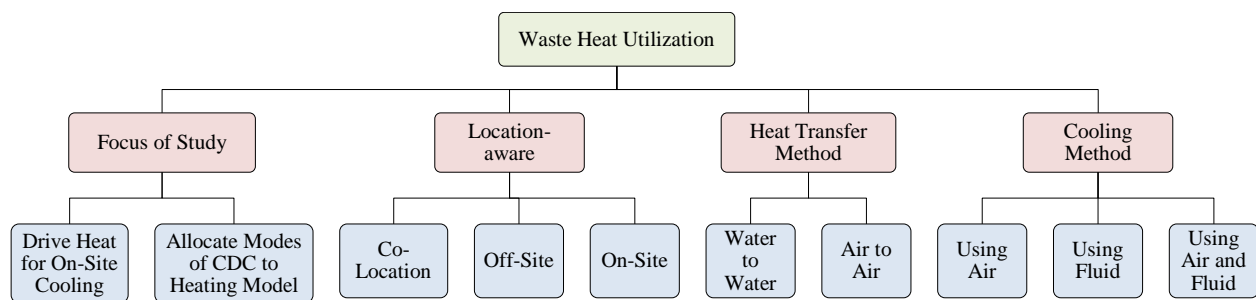 Waste Heat Utilization
Focus of Study
Location-
aware
Heat Transfer
Method
Cooling
Method
Drive Heat
for On-Site
Cooling
Allocate Modes
of CDC to
Heating Model
Co-
Location
Off-Site
On-Site
Water
to
Water
Air to
Air
Using
Air
Using
Fluid
Using
Air and
Fluid